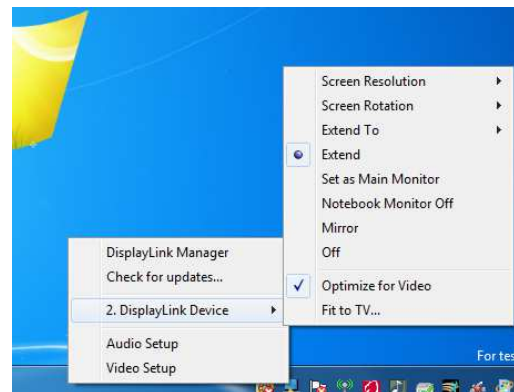 Screen Resolution
Screen Rotation
Extend To
Extend
Set as Main Monitor
Notebook Monitor Off
Mirror
Off
Optimize for Video
Fit to TV...
DisplayLink Manager
Check for updates...
2. DisplayLink Device
Audio Setup
Video Setup
For tes